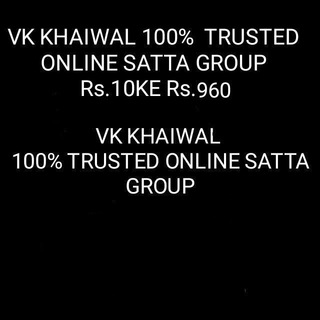 VK KHAIWAL 100% TRUSTED
ONLINE SATTA GROUP
Rs.10KE Rs.960
VK KHAIWAL
100% TRUSTED ONLINE SATTA
GROUP